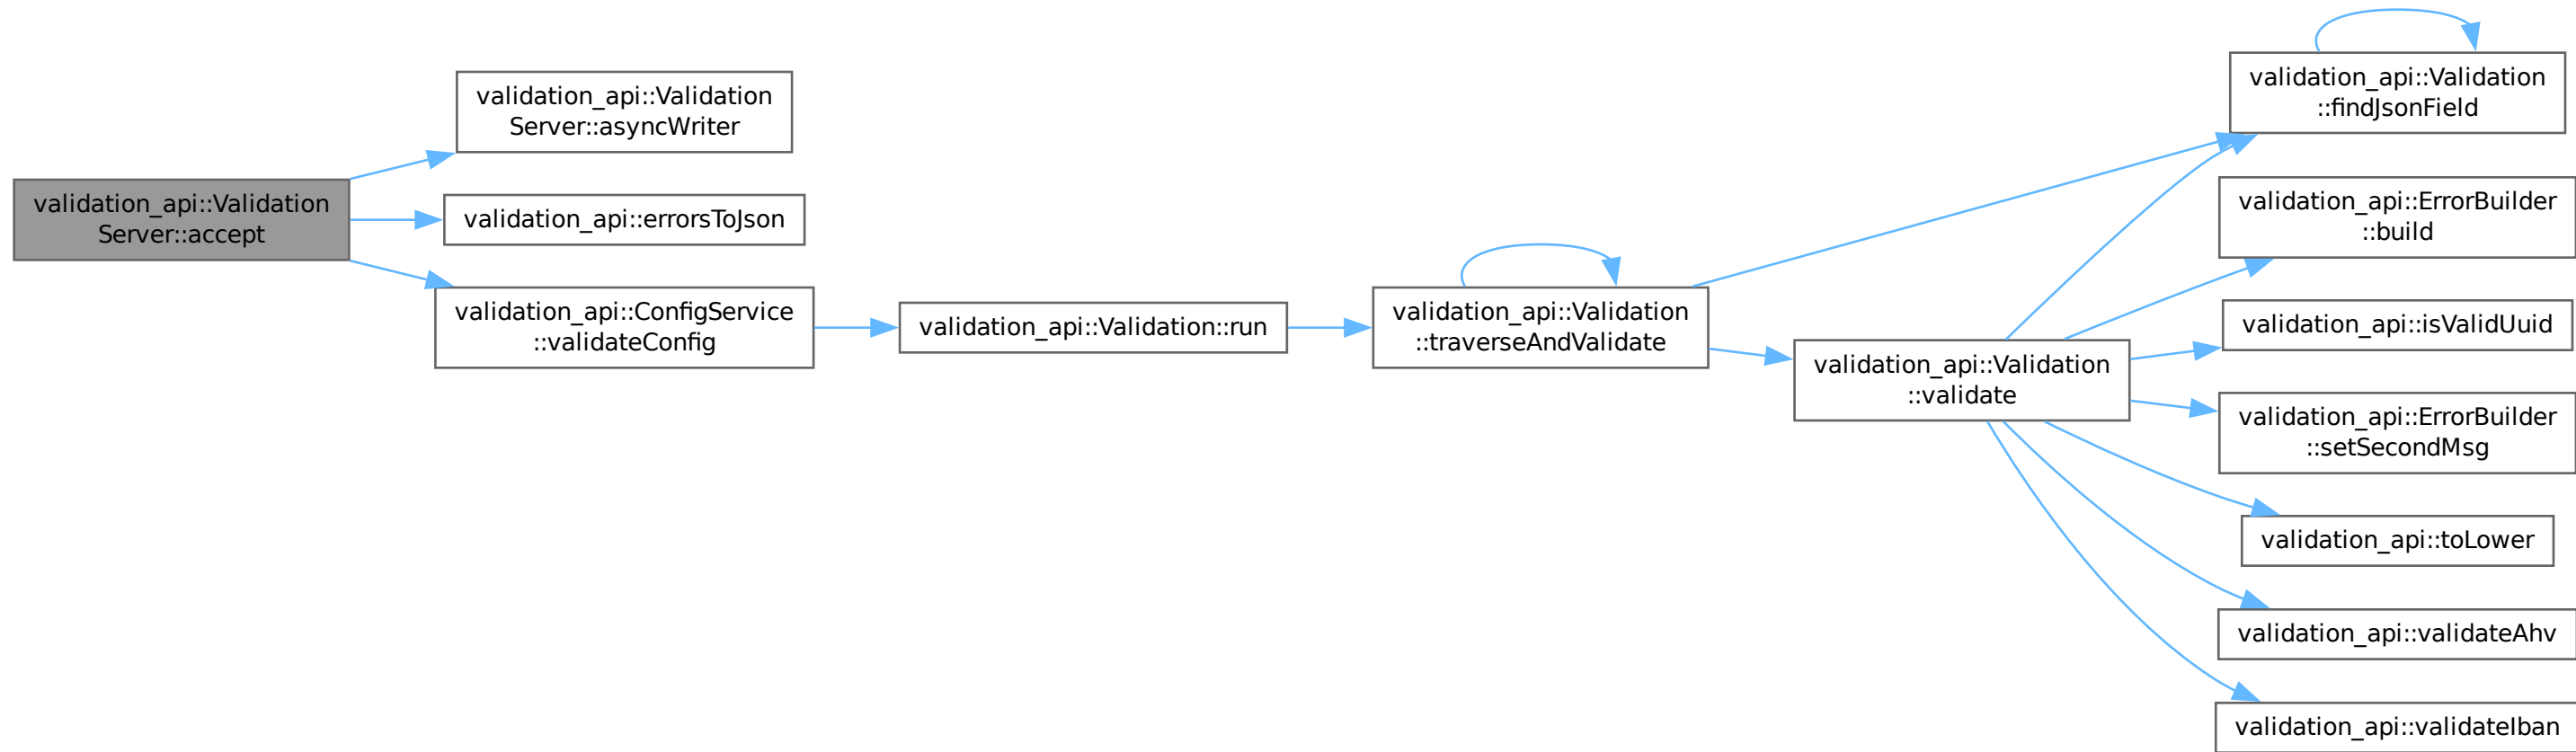 validation_api::Validation
Server::accept
validation_api::Validation
Server::asyncWriter
validation_api::errorsToJson
validation_api::ConfigService
::validateConfig
validation_api::Validation::run
validation_api::Validation
::traverseAndValidate
validation_api::Validation
::validate
validation_api::Validation
::findJsonField
validation_api::ErrorBuilder
::build
validation_api::isValidUuid
validation_api::ErrorBuilder
::setSecondMsg
validation_api::toLower
validation_api::validateAhv
validation_api::validateIban